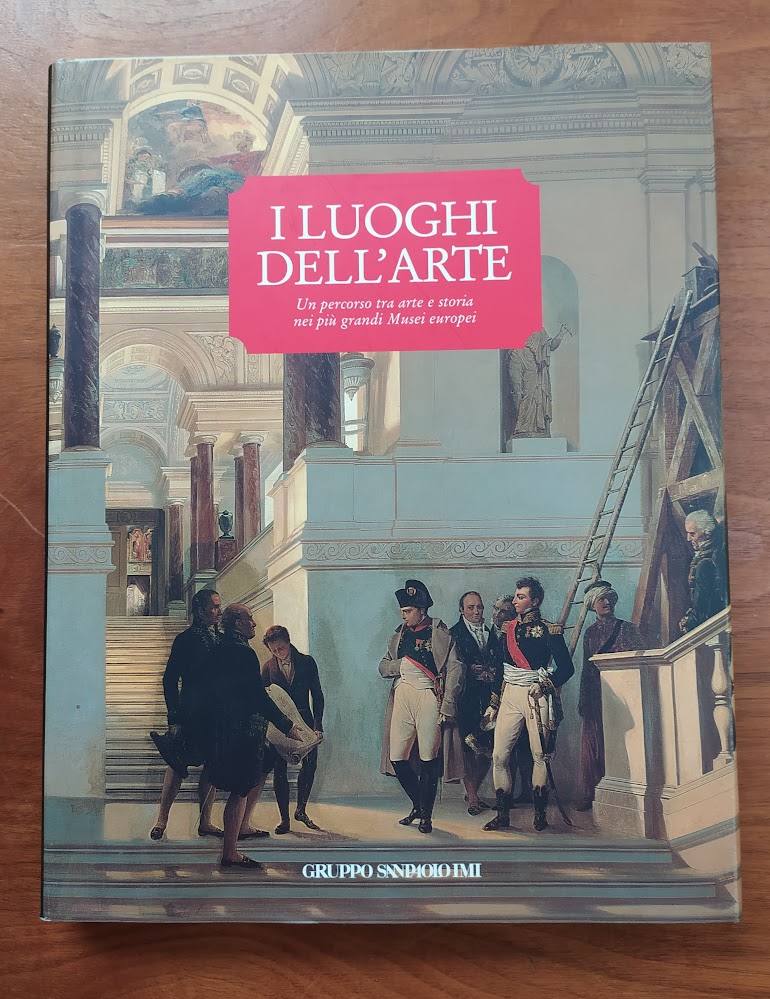 I LUOGHI
DELL'ARTE
Un percorso tra arte e storia
nei più grandi Musei europei
GRUPPO SANPAOLO IMI